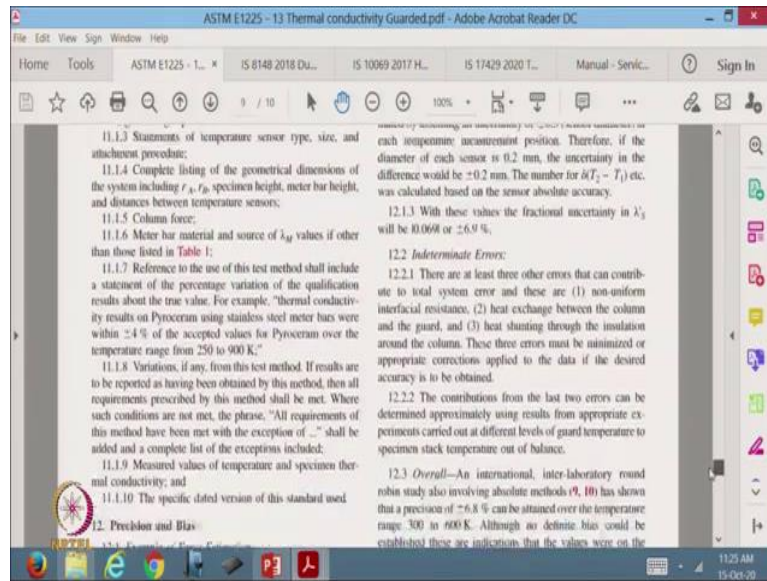 ASTM E1225 - 13 Thermal conductivity Guarded.pdf - Adobe Acrobat Reader DC
File Edit View Sign Window Help
Home Tools ASTM E1225 - 1... × IS 8148 2018 Du... IS 10069 2017 H... IS 17429 2020 T... Manual - Servic... Sign In
9 / 10 100%
11.1.3 Statements of temperature sensor type, size, and
attachment procedure;
11.1.4 Complete listing of the geometrical dimensions of
the system including rA, rB, specimen height, meter bar height,
and distances between temperature sensors;
11.1.5 Column force;
11.1.6 Meter bar material and source of λM values if other
than those listed in Table 1;
11.1.7 Reference to the use of this test method shall include
a statement of the percentage variation of the qualification
results about the true value. For example, "thermal conductiv-
ity results on Pyroceram using stainless steel meter bars were
within ±4 % of the accepted values for Pyroceram over the
temperature range from 250 to 900 K;"
11.1.8 Variations, if any, from this test method. If results are
to be reported as having been obtained by this method, then all
requirements prescribed by this method shall be met. Where
such conditions are not met, the phrase, "All requirements of
this method have been met with the exception of ..." shall be
added and a complete list of the exceptions included;
11.1.9 Measured values of temperature and specimen ther-
mal conductivity; and
11.1.10 The specific dated version of this standard used
12. Precision and Bias
each temperature measurement position. Therefore, if the
diameter of each sensor is 0.2 mm, the uncertainty in the
difference would be ±0.2 mm. The number for δ(T2 − T1) etc.
was calculated based on the sensor absolute accuracy.
12.1.3 With these values the fractional uncertainty in λ'S
will be |0.069| or ±6.9 %.
12.2 Indeterminate Errors:
12.2.1 There are at least three other errors that can contrib-
ute to total system error and these are (1) non-uniform
interfacial resistance, (2) heat exchange between the column
and the guard, and (3) heat shunting through the insulation
around the column. These three errors must be minimized or
appropriate corrections applied to the data if the desired
accuracy is to be obtained.
12.2.2 The contributions from the last two errors can be
determined approximately using results from appropriate ex-
periments carried out at different levels of guard temperature to
specimen stack temperature out of balance.
12.3 Overall—An international, inter-laboratory round
robin study also involving absolute methods (9, 10) has shown
that a precision of ±6.8 % can be attained over the temperature
range 300 to 600 K. Although no definite bias could be
established these are indications that the values were on the
NPTEL
11:25 AM
15-Oct-20